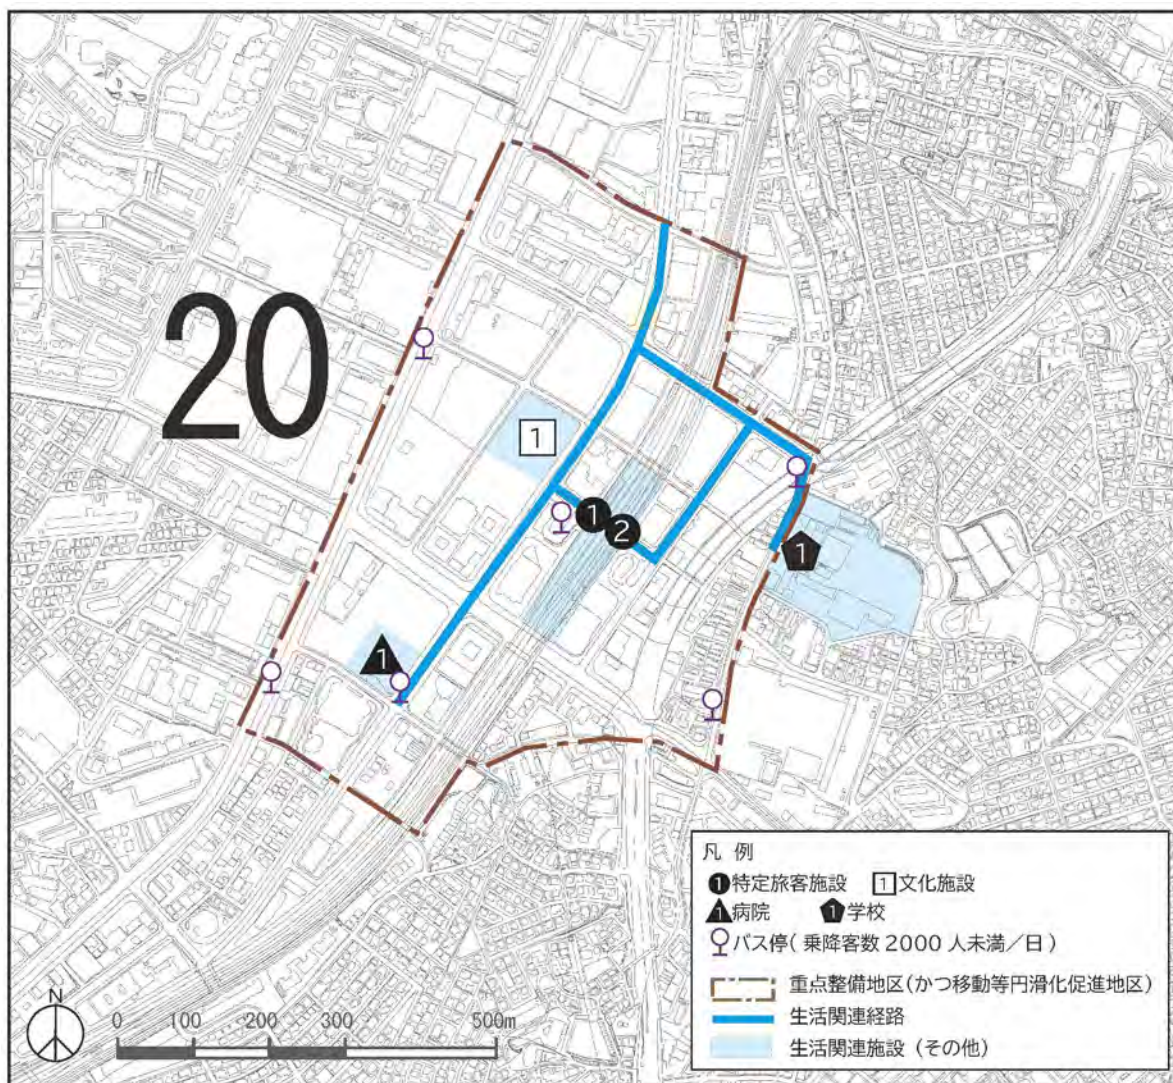 20
1
1
2
1
1
凡 例
1特定旅客施設 1文化施設
1病院 1学校
バス停( 乗降客数 2000 人未満/日 )
重点整備地区(かつ移動等円滑化促進地区)
生活関連経路
生活関連施設 (その他)
N
0 100 200 300 500m